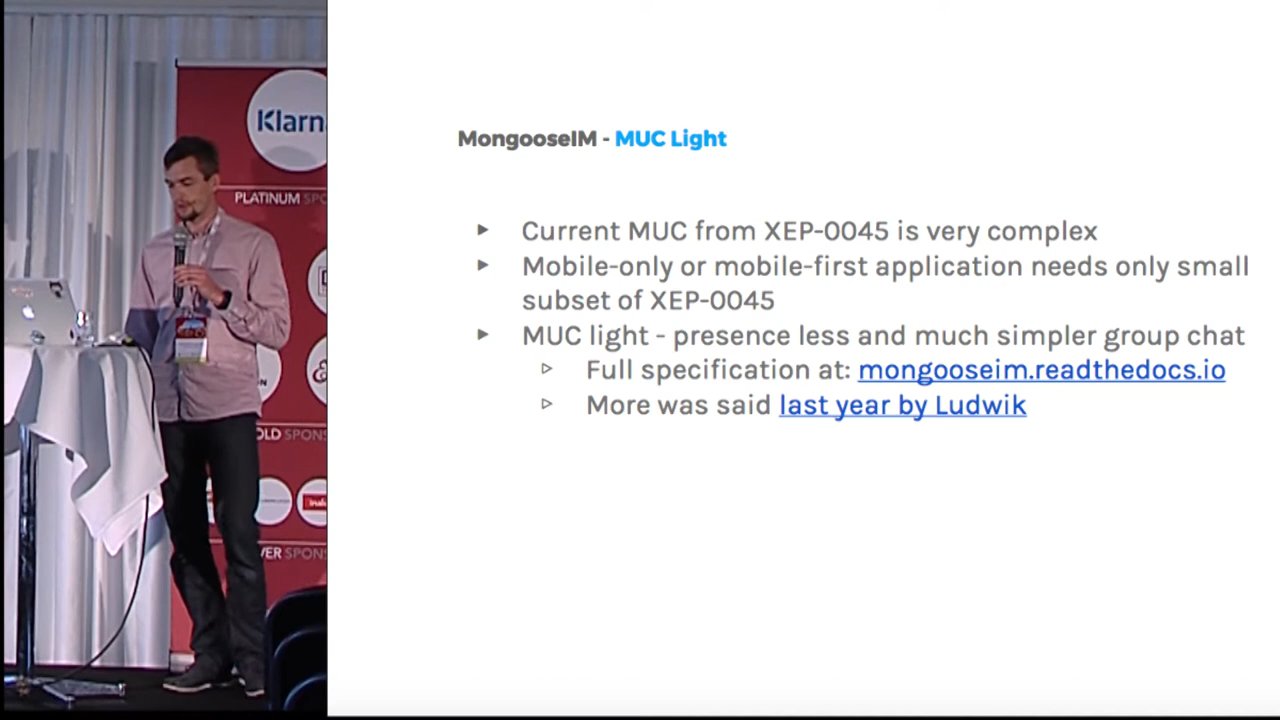 Klarn
PLATINUM SPO
OLD SPONS
VER SPON
MongooseIM - MUC Light
Current MUC from XEP-0045 is very complex
Mobile-only or mobile-first application needs only small
subset of XEP-0045
MUC light - presence less and much simpler group chat
Full specification at: mongooseim.readthedocs.io
More was said last year by Ludwik